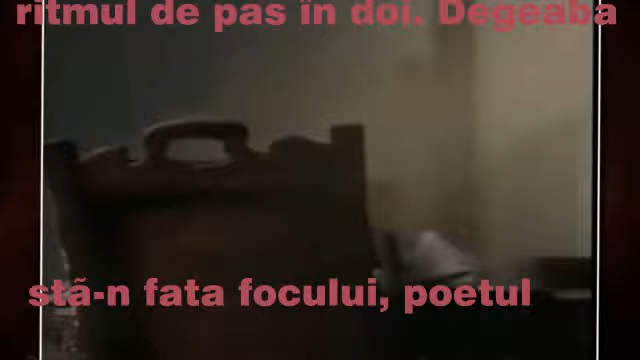 ritmul de pas în doi. Degeaba
stã-n fata focului, poetul